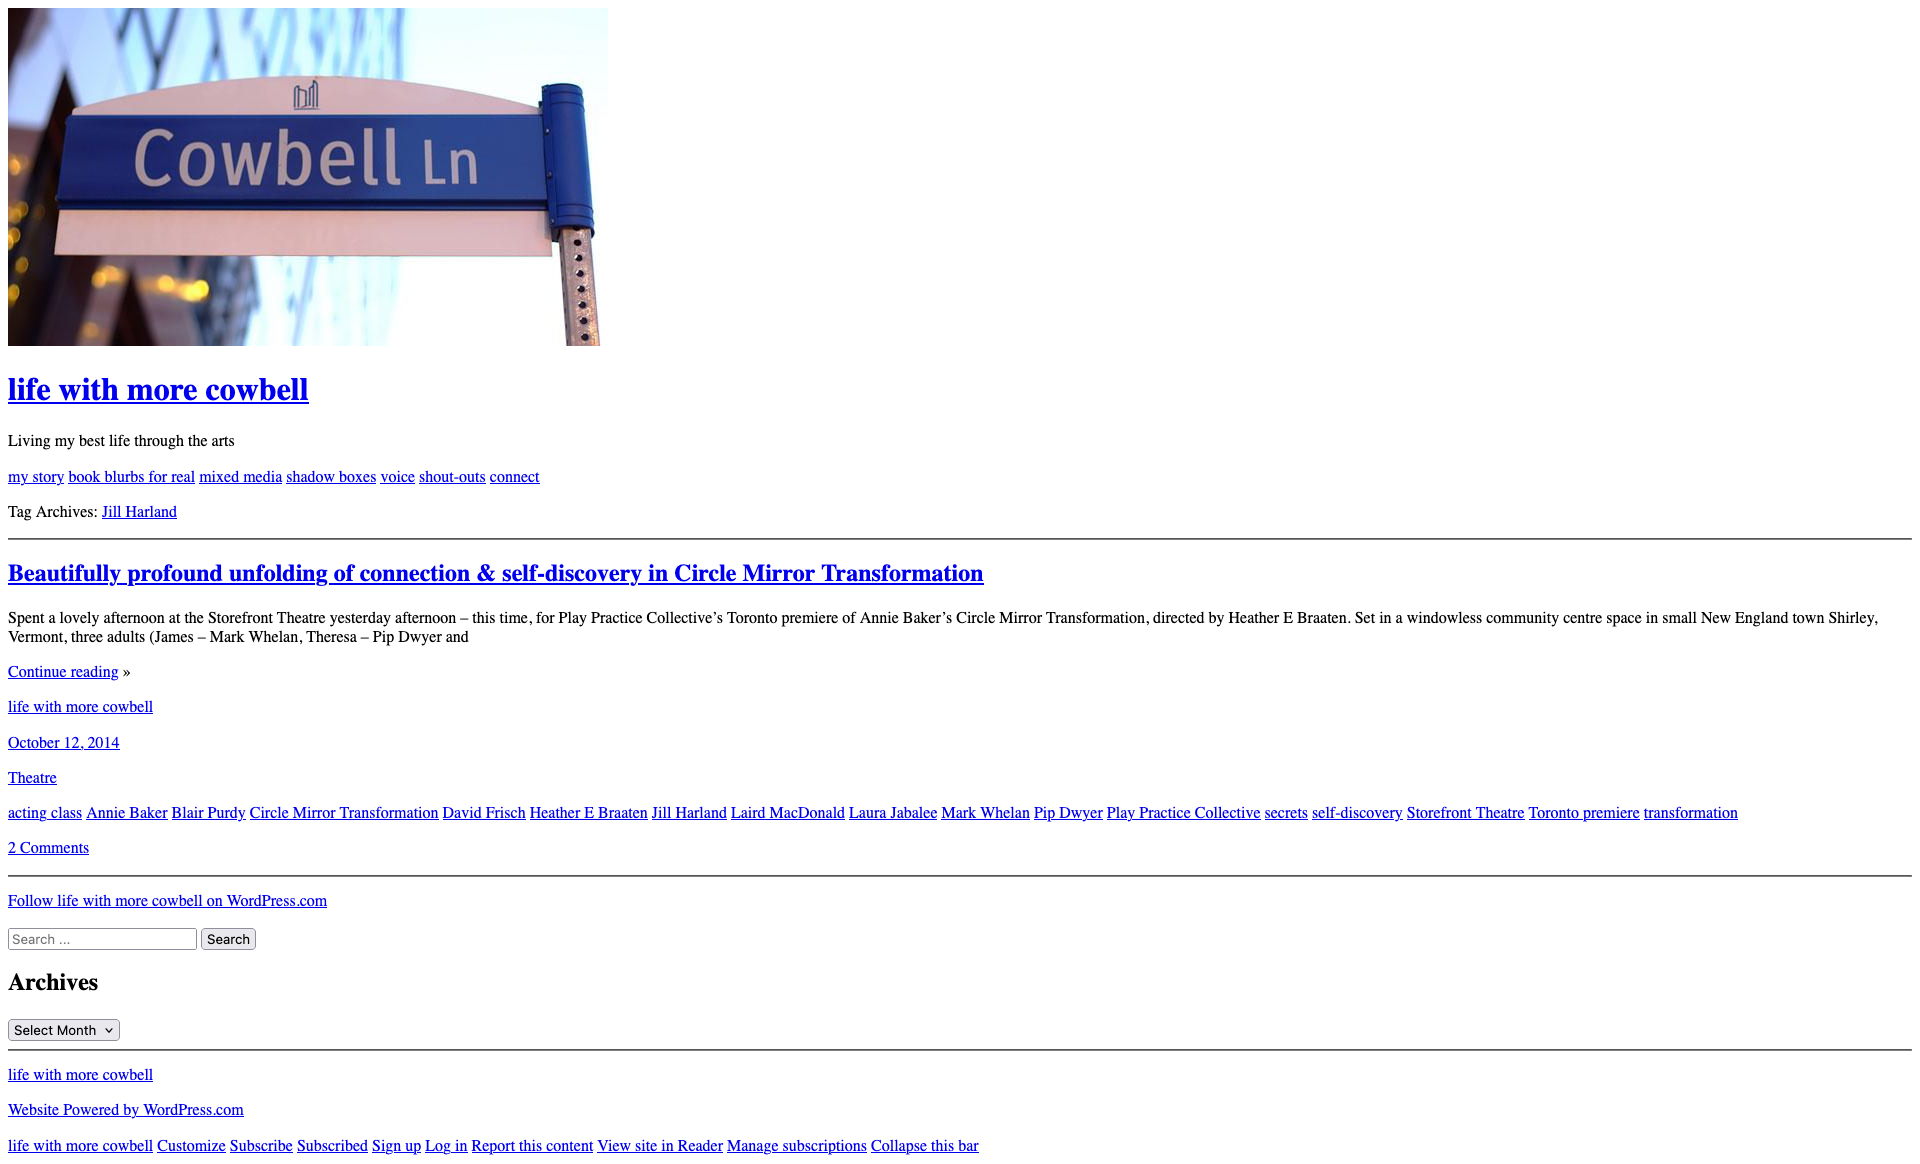 Cowbell Ln
life with more cowbell
Living my best life through the arts
my story book blurbs for real mixed media shadow boxes voice shout-outs connect
Tag Archives: Jill Harland
Beautifully profound unfolding of connection & self-discovery in Circle Mirror Transformation
Spent a lovely afternoon at the Storefront Theatre yesterday afternoon – this time, for Play Practice Collective’s Toronto premiere of Annie Baker’s Circle Mirror Transformation, directed by Heather E Braaten. Set in a windowless community centre space in small New England town Shirley,
Vermont, three adults (James – Mark Whelan, Theresa – Pip Dwyer and
Continue reading »
life with more cowbell
October 12, 2014
Theatre
acting class Annie Baker Blair Purdy Circle Mirror Transformation David Frisch Heather E Braaten Jill Harland Laird MacDonald Laura Jabalee Mark Whelan Pip Dwyer Play Practice Collective secrets self-discovery Storefront Theatre Toronto premiere transformation
2 Comments
Follow life with more cowbell on WordPress.com
Search ... Search
Archives
Select Month
life with more cowbell
Website Powered by WordPress.com
life with more cowbell Customize Subscribe Subscribed Sign up Log in Report this content View site in Reader Manage subscriptions Collapse this bar